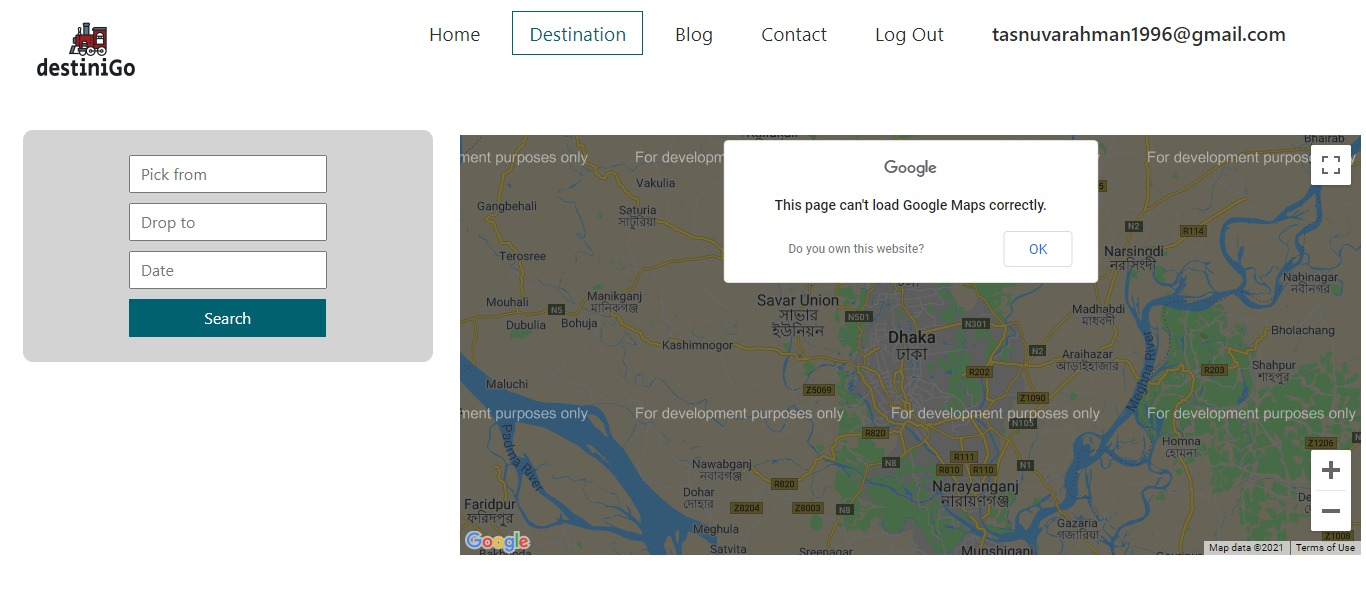 destiniGo
Home
Destination
Blog
Contact
Log Out
tasnuvarahman1996@gmail.com
Pick from
Drop to
Date
Search
Google
This page can't load Google Maps correctly.
Do you own this website?
OK
Bhairab
ment purposes only
For developm
For development purpos
Vakulia
Gangbehali
Saturia
সাটুরিয়া
5
N2
R114
Terosree
Narsingdi
নরসিংদী
Nabinagar
নবীনগর
Mouhali
N5
Manikganj
মানিকগঞ্জ
Savar Union
সাভার
ইউনিয়ন
N501
N301
Madhabdi
মাধবদী
Dubulia
Bohuja
Bholachang
Kashimnogor
Dhaka
ঢাকা
N2
Araihazar
আড়াইহাজার
Meghna River
Shahpur
শাহপুর
R203
R202
Maluchi
Z5069
Z1090
ment purposes only
For development purposes only
For development purposes only
For development purposes only
N105
R820
Homna
হোমনা
Z1206
N
Padma River
Nawabganj
নবাবগঞ্জ
N8
R111
R810
R110
N1
R820
Narayanganj
নারায়ণগঞ্জ
Dohar
দোহার
De
Faridpur
ফরিদপুর
Z8204
Z8003
N8
Gazaria
গজারিয়া
Meghula
Z1008
Google
Satvita
Sreenagar
Munshiganj
Map data ©2021
Terms of Use